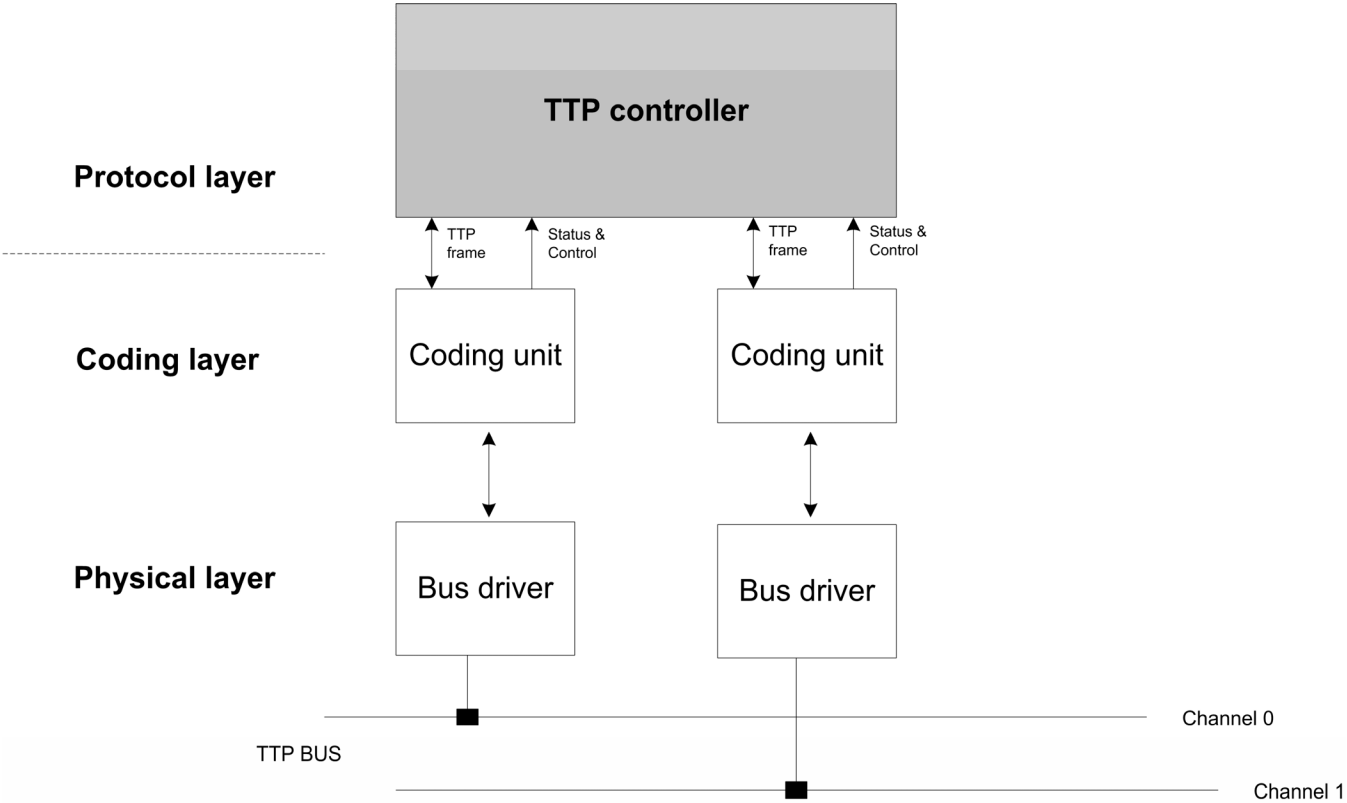 TTP controller
Protocol layer
TTP
frame
Status &
Control
TTP
frame
Status &
Control
Coding layer
Coding unit
Coding unit
Physical layer
Bus driver
Bus driver
Channel 0
TTP BUS
Channel 1